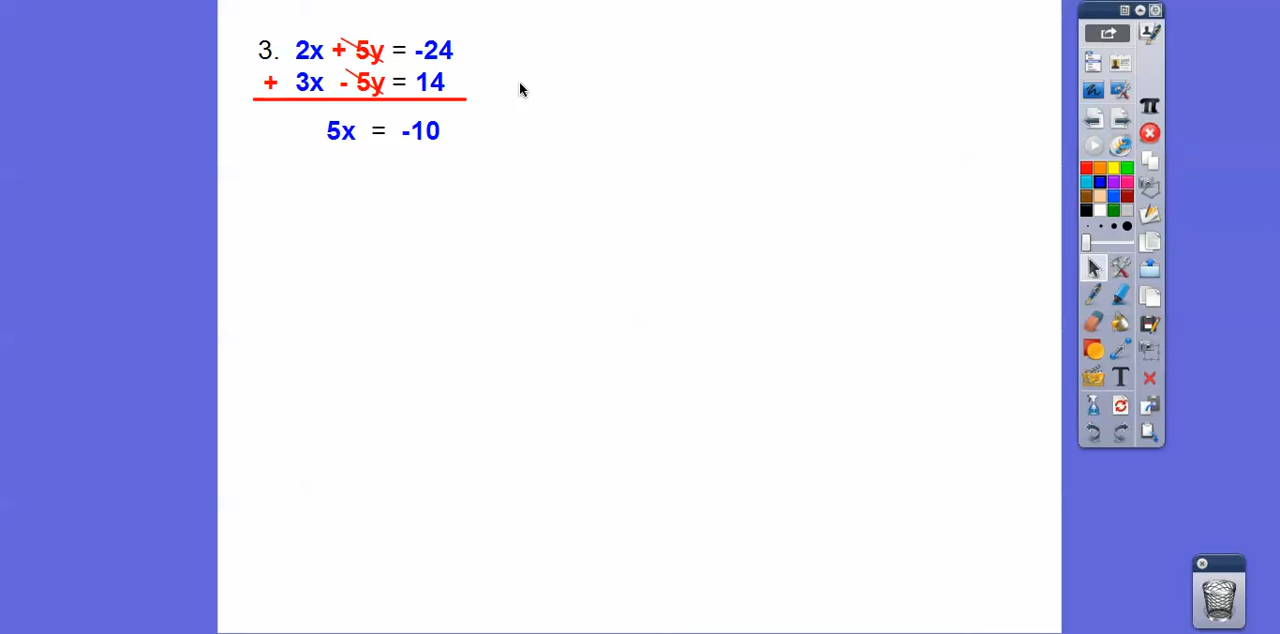 3. 2x + 5y = -24
+ 3x - 5y = 14
5x = -10